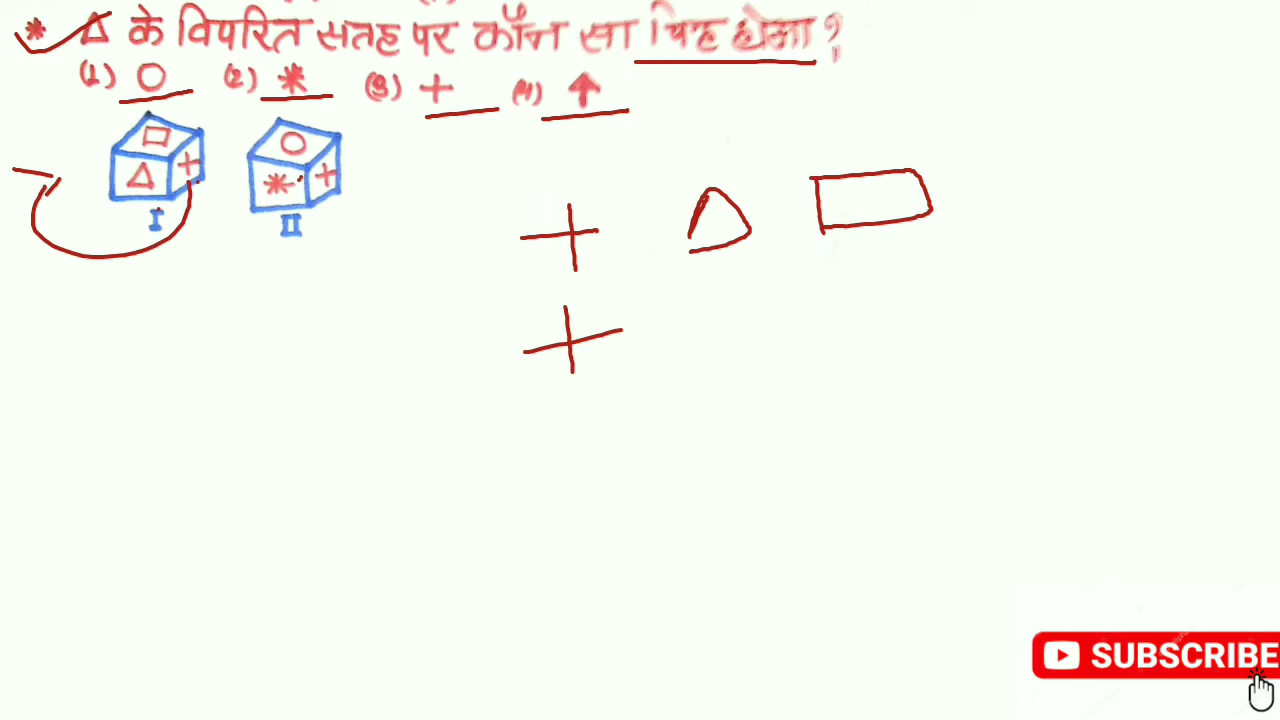 * △ के विपरित सतह पर कौन सा चिह्न होगा ?
(1) ○ (2) * (3) + (4) ↑
□ △ + ○ * +
I II
+ △ ▭
+
SUBSCRIBE